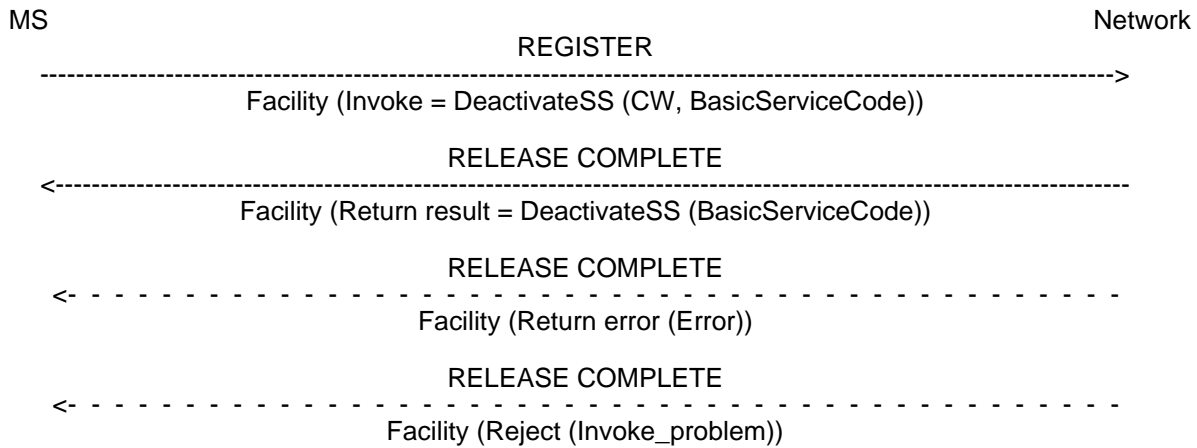 MS Network
REGISTER
Facility (Invoke = DeactivateSS (CW, BasicServiceCode))
RELEASE COMPLETE
Facility (Return result = DeactivateSS (BasicServiceCode))
RELEASE COMPLETE
Facility (Return error (Error))
RELEASE COMPLETE
Facility (Reject (Invoke_problem))